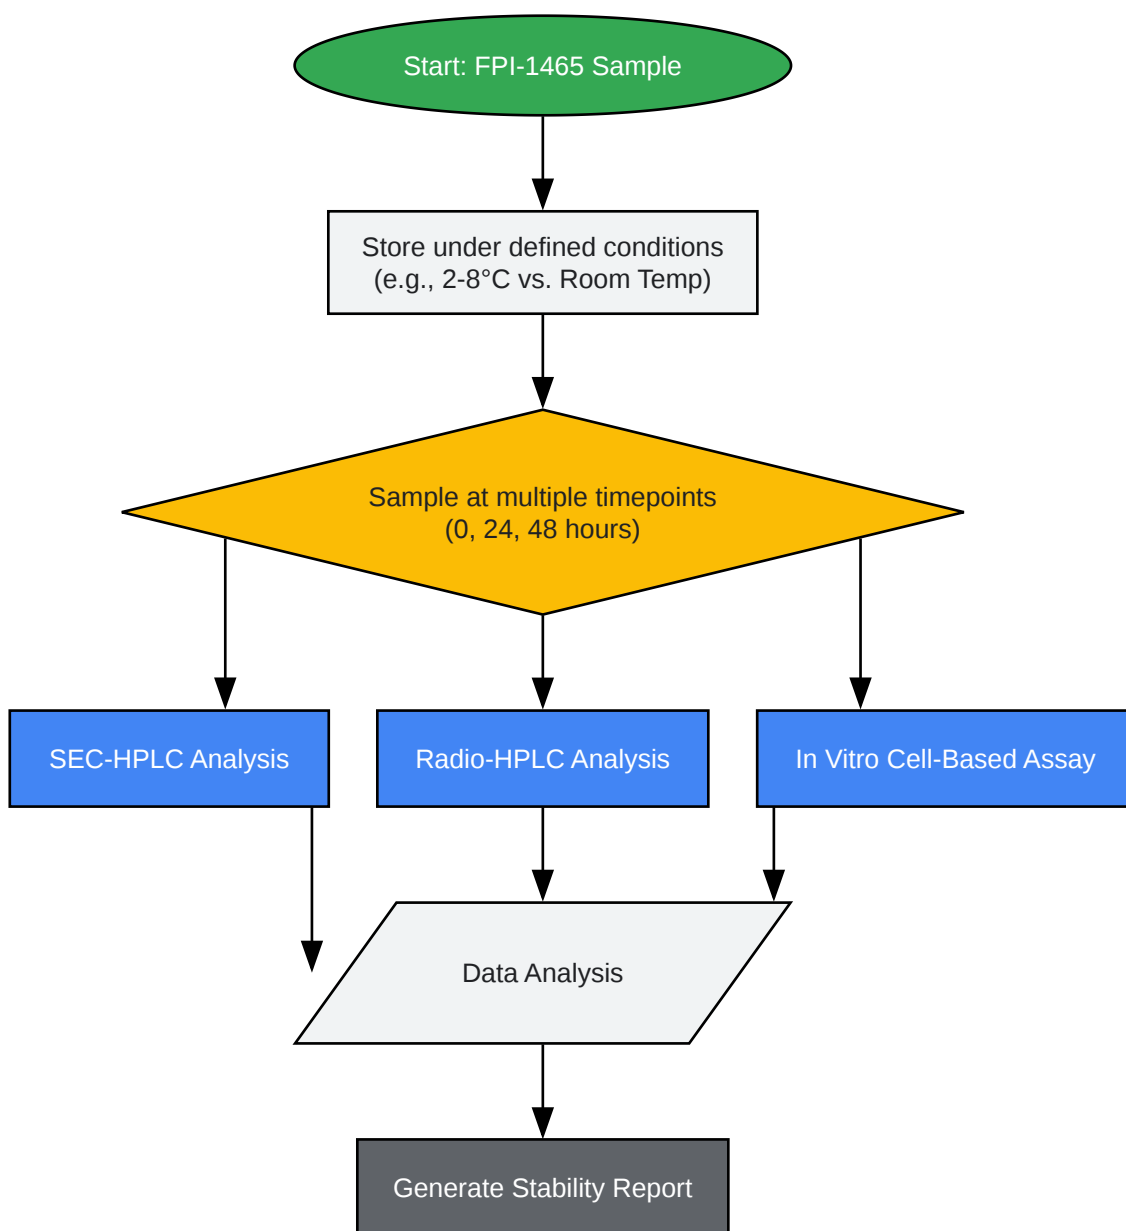 Start: FPI-1465 Sample
Store under defined conditions
(e.g., 2-8°C vs. Room Temp)
Sample at multiple timepoints
(0, 24, 48 hours)
SEC-HPLC Analysis
Radio-HPLC Analysis
In Vitro Cell-Based Assay
Data Analysis
Generate Stability Report